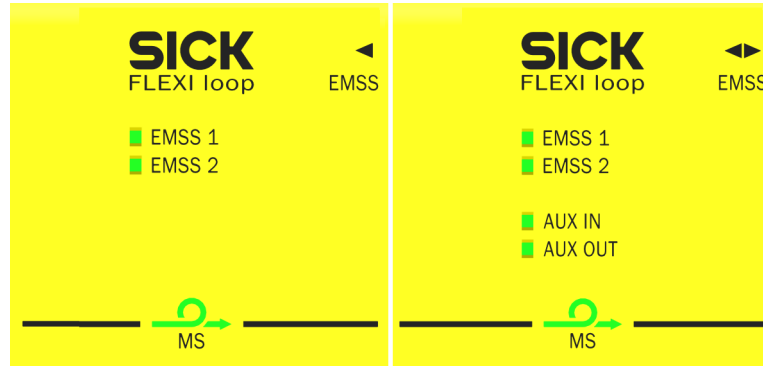 SICK
FLEXI loop
EMSS
EMSS 1
EMSS 2
MS
SICK
FLEXI loop
EMSS
EMSS 1
EMSS 2
AUX IN
AUX OUT
MS